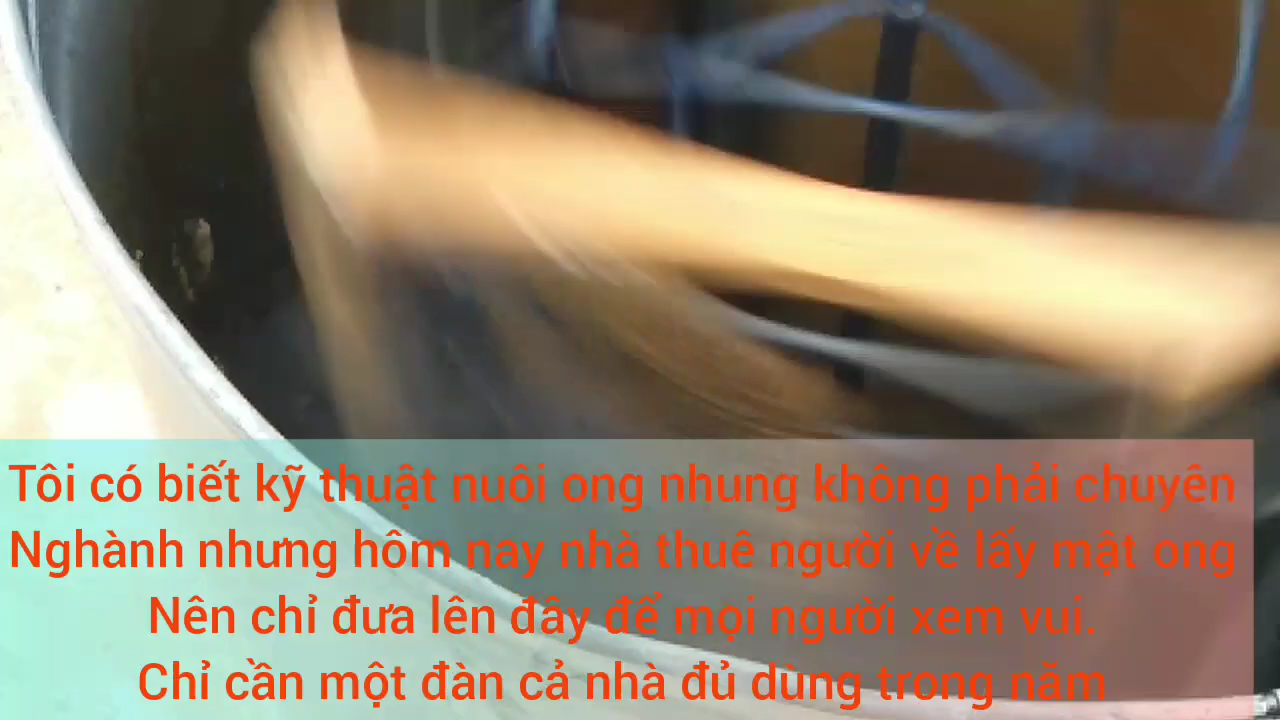 Tôi có biết kỹ thuật nuôi ong nhung không phải chuyên
Nghành nhưng hôm nay nhà thuê người về lấy mật ong
Nên chỉ đưa lên đây để mọi người xem vui.
Chỉ cần một đàn cả nhà đủ dùng trong năm